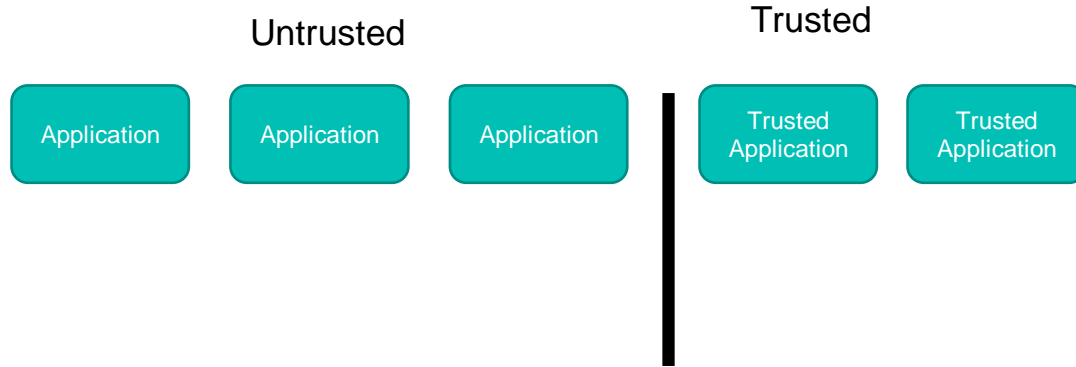 Untrusted
Trusted
Application
Application
Application
Trusted
Application
Trusted
Application